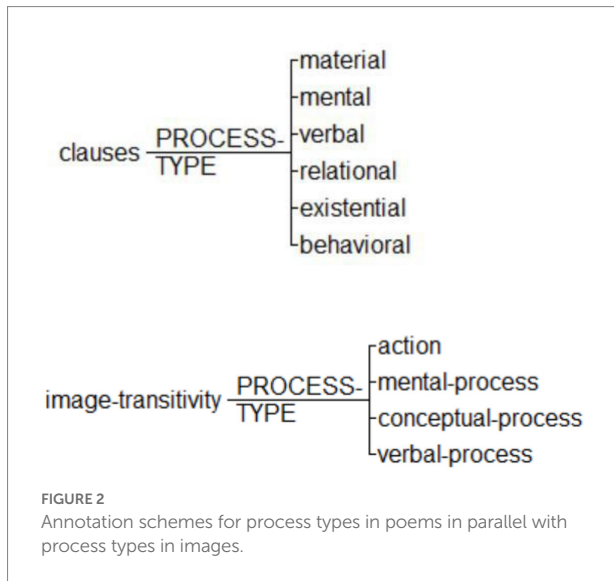 material
mental
clauses PROCESS- verbal
TYPE relational
existential
behavioral
action
image-transitivity PROCESS- mental-process
TYPE conceptual-process
verbal-process
FIGURE 2
Annotation schemes for process types in poems in parallel with
process types in images.